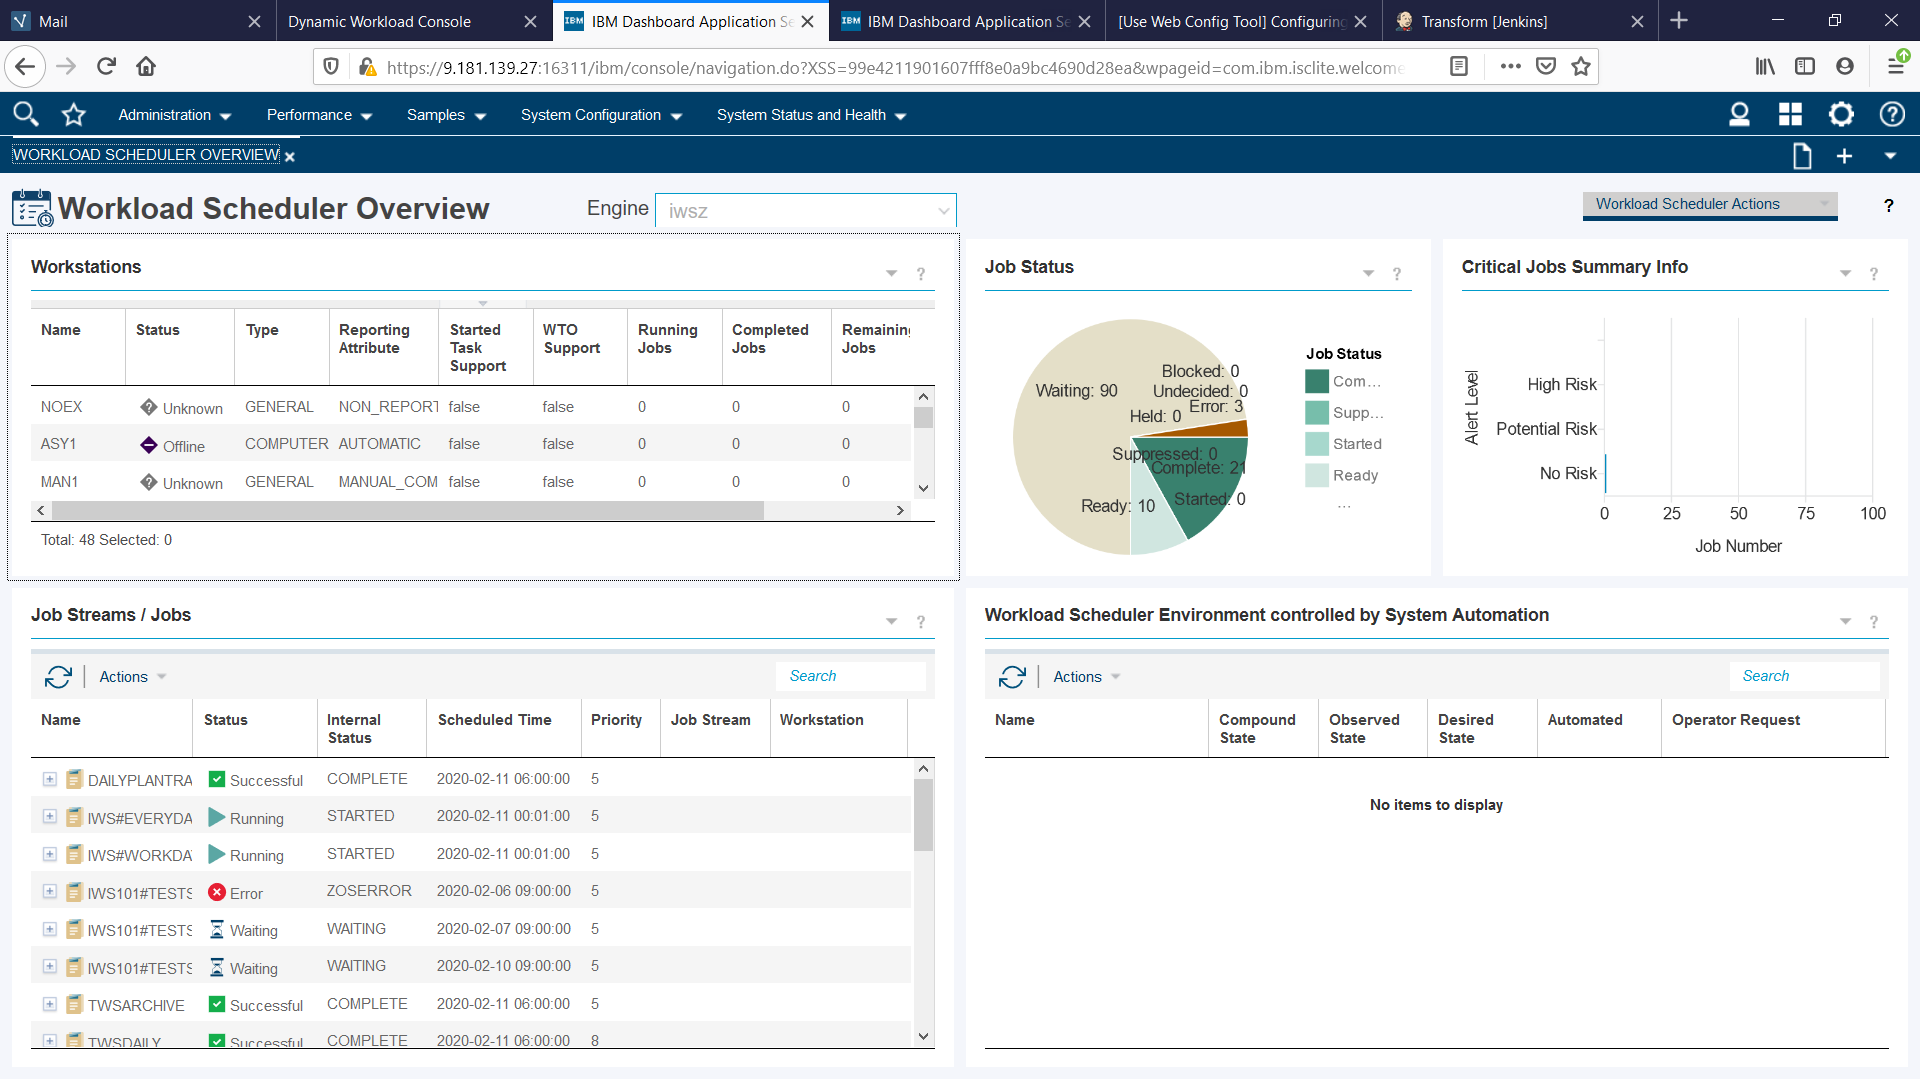 Mail
Dynamic Workload Console
IBM Dashboard Application Se
IBM Dashboard Application Se
[Use Web Config Tool] Configuring
Transform [Jenkins]
https://9.181.139.27:16311/ibm/console/navigation.do?XSS=99e4211901607fff8e0a9bc4690d28ea&wpageid=com.ibm.isclite.welcome
Administration
Performance
Samples
System Configuration
System Status and Health
WORKLOAD SCHEDULER OVERVIEW
Workload Scheduler Overview
Engine
iwsz
Workload Scheduler Actions
?
Workstations
?
Name Status Type Reporting Attribute Started Task Support WTO Support Running Jobs Completed Jobs Remaining Jobs
NOEX Unknown GENERAL NON_REPORT false false 0 0 0
ASY1 Offline COMPUTER AUTOMATIC false false 0 0 0
MAN1 Unknown GENERAL MANUAL_COM false false 0 0 0
Total: 48 Selected: 0
Job Status
?
Waiting: 90
Blocked: 0
Undecided: 0
Error: 3
Held: 0
Suppressed: 0
Complete: 21
Started: 0
Ready: 10
Job Status
Com...
Supp...
Started
Ready
...
Critical Jobs Summary Info
?
Alert Level
High Risk
Potential Risk
No Risk
0 25 50 75 100
Job Number
Job Streams / Jobs
?
Actions
Search
Name Status Internal Status Scheduled Time Priority Job Stream Workstation
DAILYPLANTRA Successful COMPLETE 2020-02-11 06:00:00 5
IWS#EVERYDA Running STARTED 2020-02-11 00:01:00 5
IWS#WORKDA Running STARTED 2020-02-11 00:01:00 5
IWS101#TESTS Error ZOSERROR 2020-02-06 09:00:00 5
IWS101#TESTS Waiting WAITING 2020-02-07 09:00:00 5
IWS101#TESTS Waiting WAITING 2020-02-10 09:00:00 5
TWSARCHIVE Successful COMPLETE 2020-02-11 06:00:00 5
TWSDAILY Successful COMPLETE 2020-02-11 06:00:00 8
Workload Scheduler Environment controlled by System Automation
?
Actions
Search
Name Compound State Observed State Desired State Automated Operator Request
No items to display